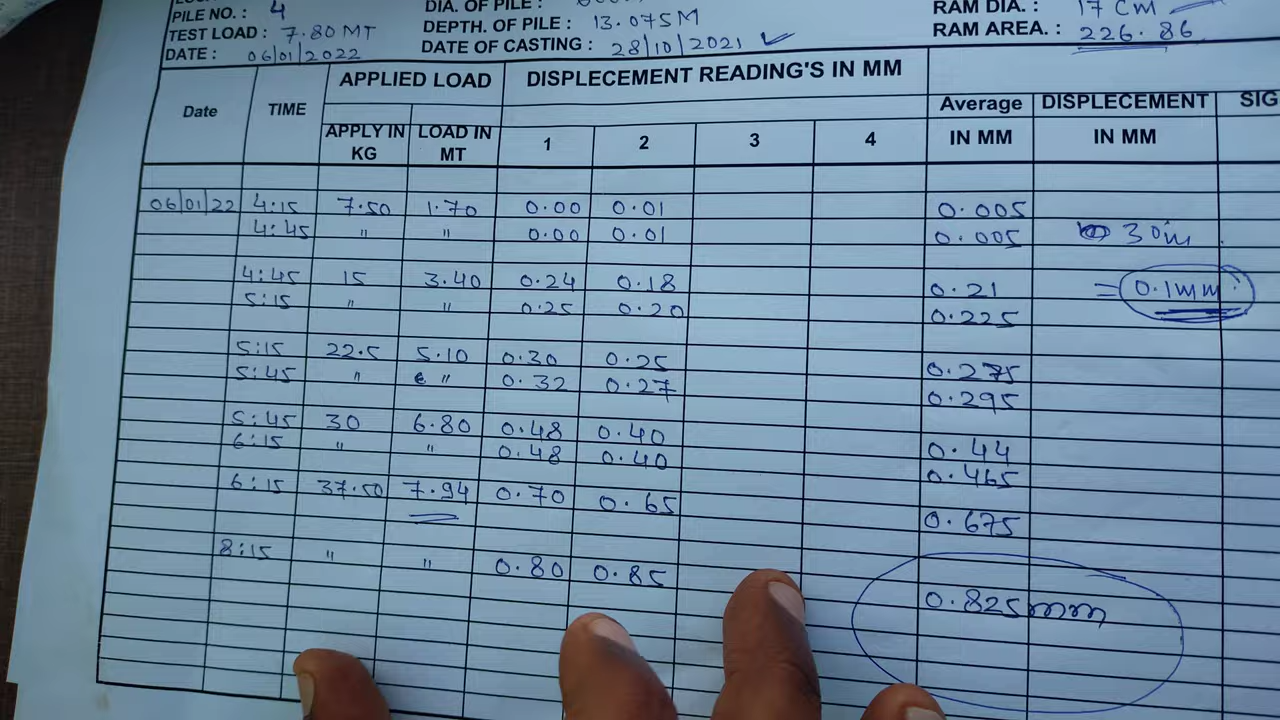 PILE NO. : 4 DIA. OF PILE : RAM DIA. : 17 CM
TEST LOAD : 7.80 MT DEPTH. OF PILE : 13.075M RAM AREA. : 226.86
DATE : 06/01/2022 DATE OF CASTING : 28/10/2021 ✓
Date TIME APPLIED LOAD DISPLECEMENT READING'S IN MM
APPLY IN KG LOAD IN MT 1 2 3 4 Average IN MM DISPLECEMENT IN MM SIG
06/01/22 4:15 7.50 1.70 0.00 0.01 0.005
4:45 " " 0.00 0.01 0.005 30m
4:45 15 3.40 0.24 0.18 0.21 = 0.1mm
5:15 " " 0.25 0.20 0.225
5:15 22.5 5.10 0.30 0.25 0.275
5:45 " " 0.32 0.27 0.295
5:45 30 6.80 0.48 0.40 0.44
6:15 " " 0.48 0.40 0.465
6:15 37.50 7.94 0.70 0.65 0.675
8:15 " " 0.80 0.85 0.825mm